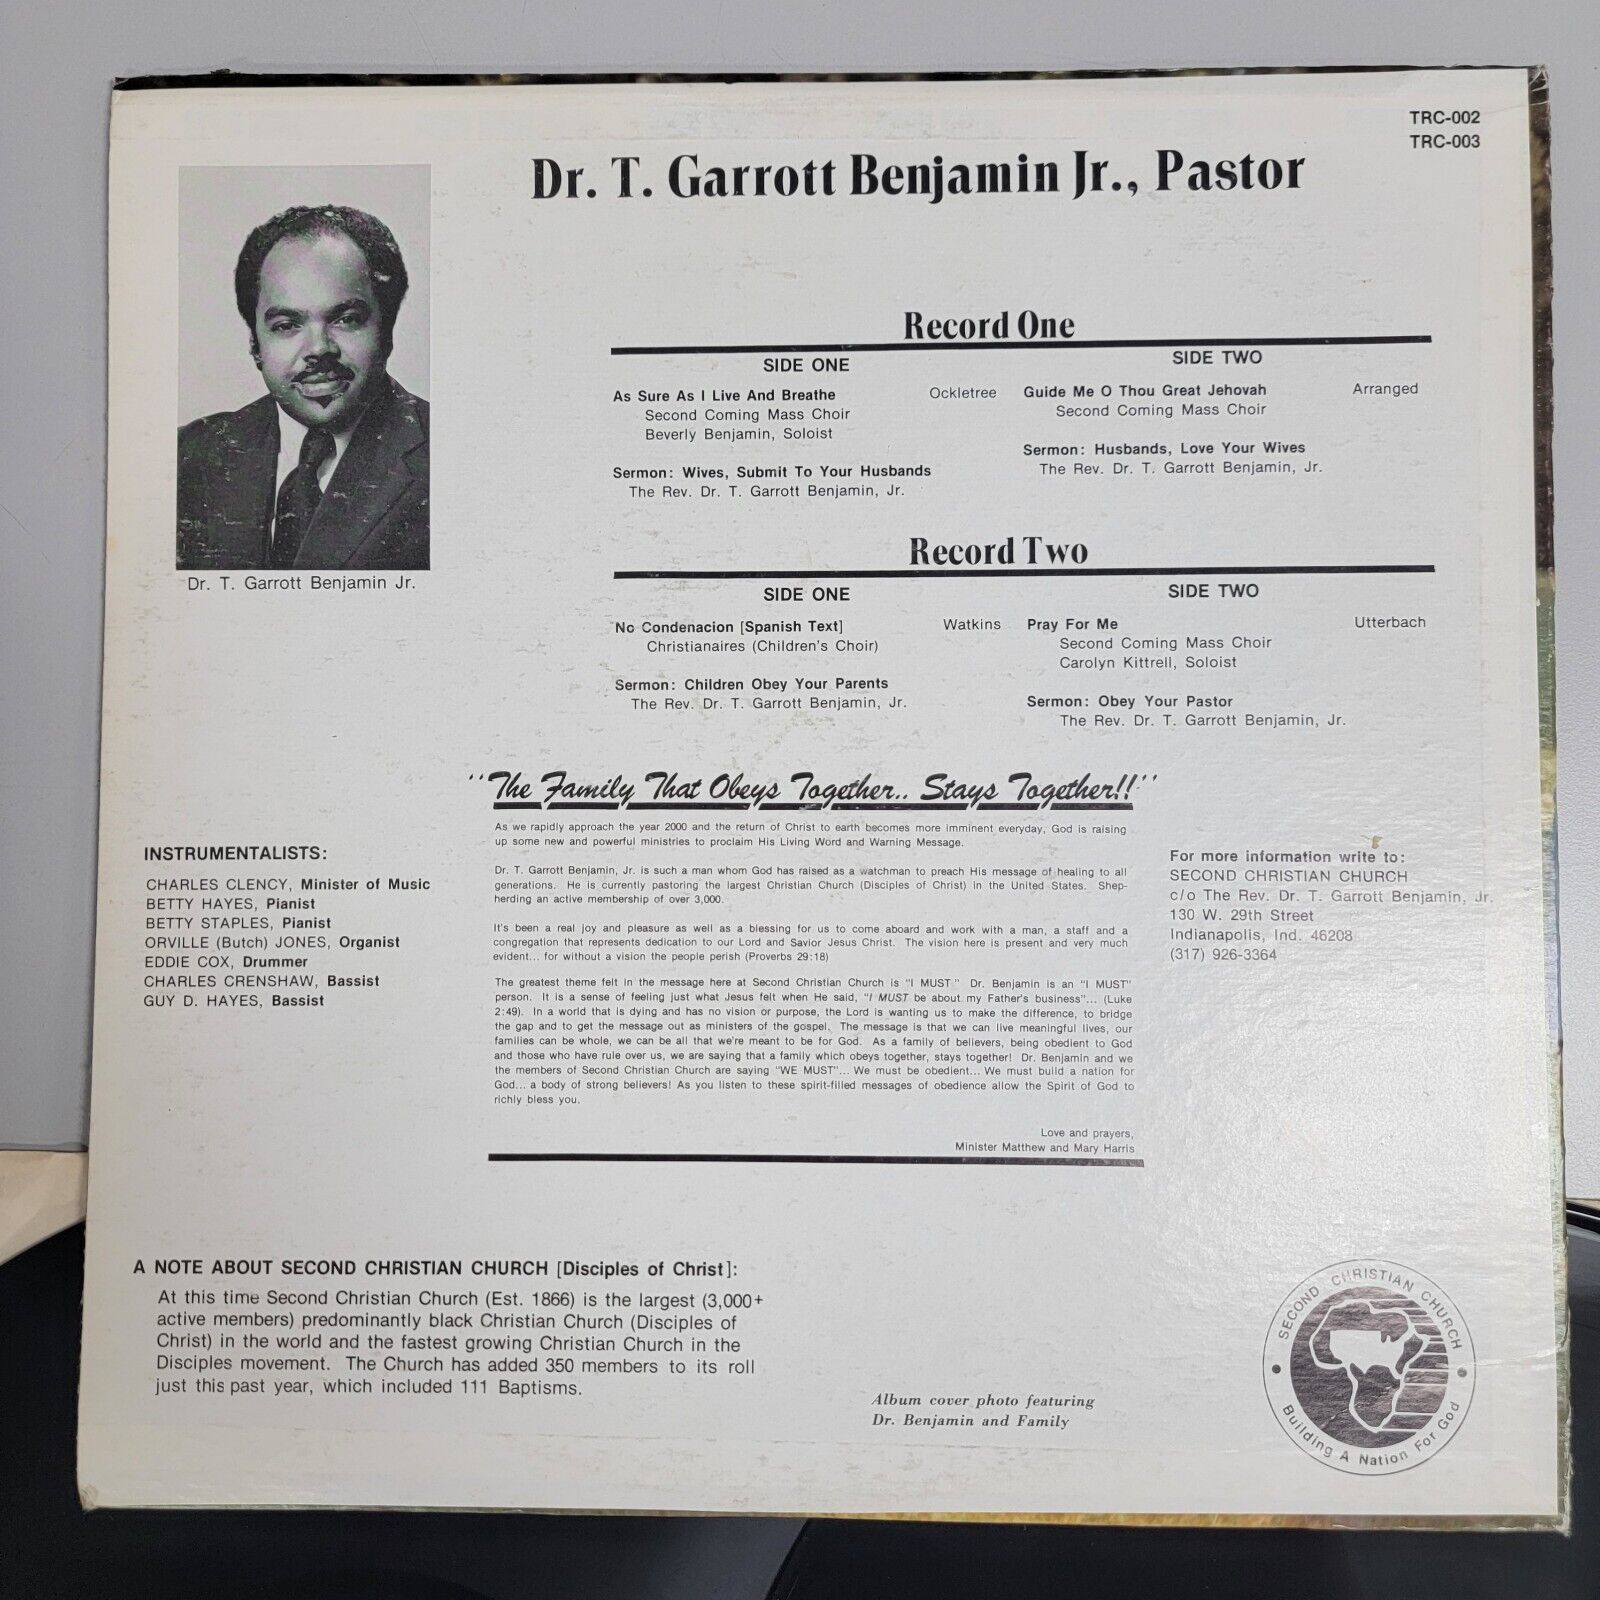 TRC-002
TRC-003
Dr. T. Garrott Benjamin Jr., Pastor
Dr. T. Garrott Benjamin Jr.
Record One
SIDE ONE
As Sure As I Live And Breathe Ockletree
Second Coming Mass Choir
Beverly Benjamin, Soloist
Sermon: Wives, Submit To Your Husbands
The Rev. Dr. T. Garrott Benjamin, Jr.
SIDE TWO
Guide Me O Thou Great Jehovah Arranged
Second Coming Mass Choir
Sermon: Husbands, Love Your Wives
The Rev. Dr. T. Garrott Benjamin, Jr.
Record Two
SIDE ONE
No Condenacion [Spanish Text] Watkins
Christianaires (Children's Choir)
Sermon: Children Obey Your Parents
The Rev. Dr. T. Garrott Benjamin, Jr.
SIDE TWO
Pray For Me Utterbach
Second Coming Mass Choir
Carolyn Kittrell, Soloist
Sermon: Obey Your Pastor
The Rev. Dr. T. Garrott Benjamin, Jr.
"The Family That Obeys Together.. Stays Together!!"
As we rapidly approach the year 2000 and the return of Christ to earth becomes more imminent everyday, God is raising
up some new and powerful ministries to proclaim His Living Word and Warning Message.
Dr. T. Garrott Benjamin, Jr. is such a man whom God has raised as a watchman to preach His message of healing to all
generations. He is currently pastoring the largest Christian Church (Disciples of Christ) in the United States. Shep-
herding an active membership of over 3,000.
It's been a real joy and pleasure as well as a blessing for us to come aboard and work with a man, a staff and a
congregation that represents dedication to our Lord and Savior Jesus Christ. The vision here is present and very much
evident... for without a vision the people perish (Proverbs 29:18)
The greatest theme felt in the message here at Second Christian Church is "I MUST" Dr. Benjamin is an "I MUST"
person. It is a sense of feeling just what Jesus felt when He said, "I MUST be about my Father's business"... (Luke
2:49). In a world that is dying and has no vision or purpose, the Lord is wanting us to make the difference, to bridge
the gap and to get the message out as ministers of the gospel. The message is that we can live meaningful lives, our
families can be whole, we can be all that we're meant to be for God. As a family of believers, being obedient to God
and those who have rule over us, we are saying that a family which obeys together, stays together! Dr. Benjamin and we
the members of Second Christian Church are saying "WE MUST"... We must be obedient... We must build a nation for
God... a body of strong believers! As you listen to these spirit-filled messages of obedience allow the Spirit of God to
richly bless you.
Love and prayers,
Minister Matthew and Mary Harris
INSTRUMENTALISTS:
CHARLES CLENCY, Minister of Music
BETTY HAYES, Pianist
BETTY STAPLES, Pianist
ORVILLE (Butch) JONES, Organist
EDDIE COX, Drummer
CHARLES CRENSHAW, Bassist
GUY D. HAYES, Bassist
For more information write to:
SECOND CHRISTIAN CHURCH
c/o The Rev. Dr. T. Garrott Benjamin, Jr.
130 W. 29th Street
Indianapolis, Ind. 46208
(317) 926-3364
A NOTE ABOUT SECOND CHRISTIAN CHURCH [Disciples of Christ]:
At this time Second Christian Church (Est. 1866) is the largest (3,000+
active members) predominantly black Christian Church (Disciples of
Christ) in the world and the fastest growing Christian Church in the
Disciples movement. The Church has added 350 members to its roll
just this past year, which included 111 Baptisms.
Album cover photo featuring
Dr. Benjamin and Family
SECOND CHRISTIAN CHURCH
Building A Nation For God